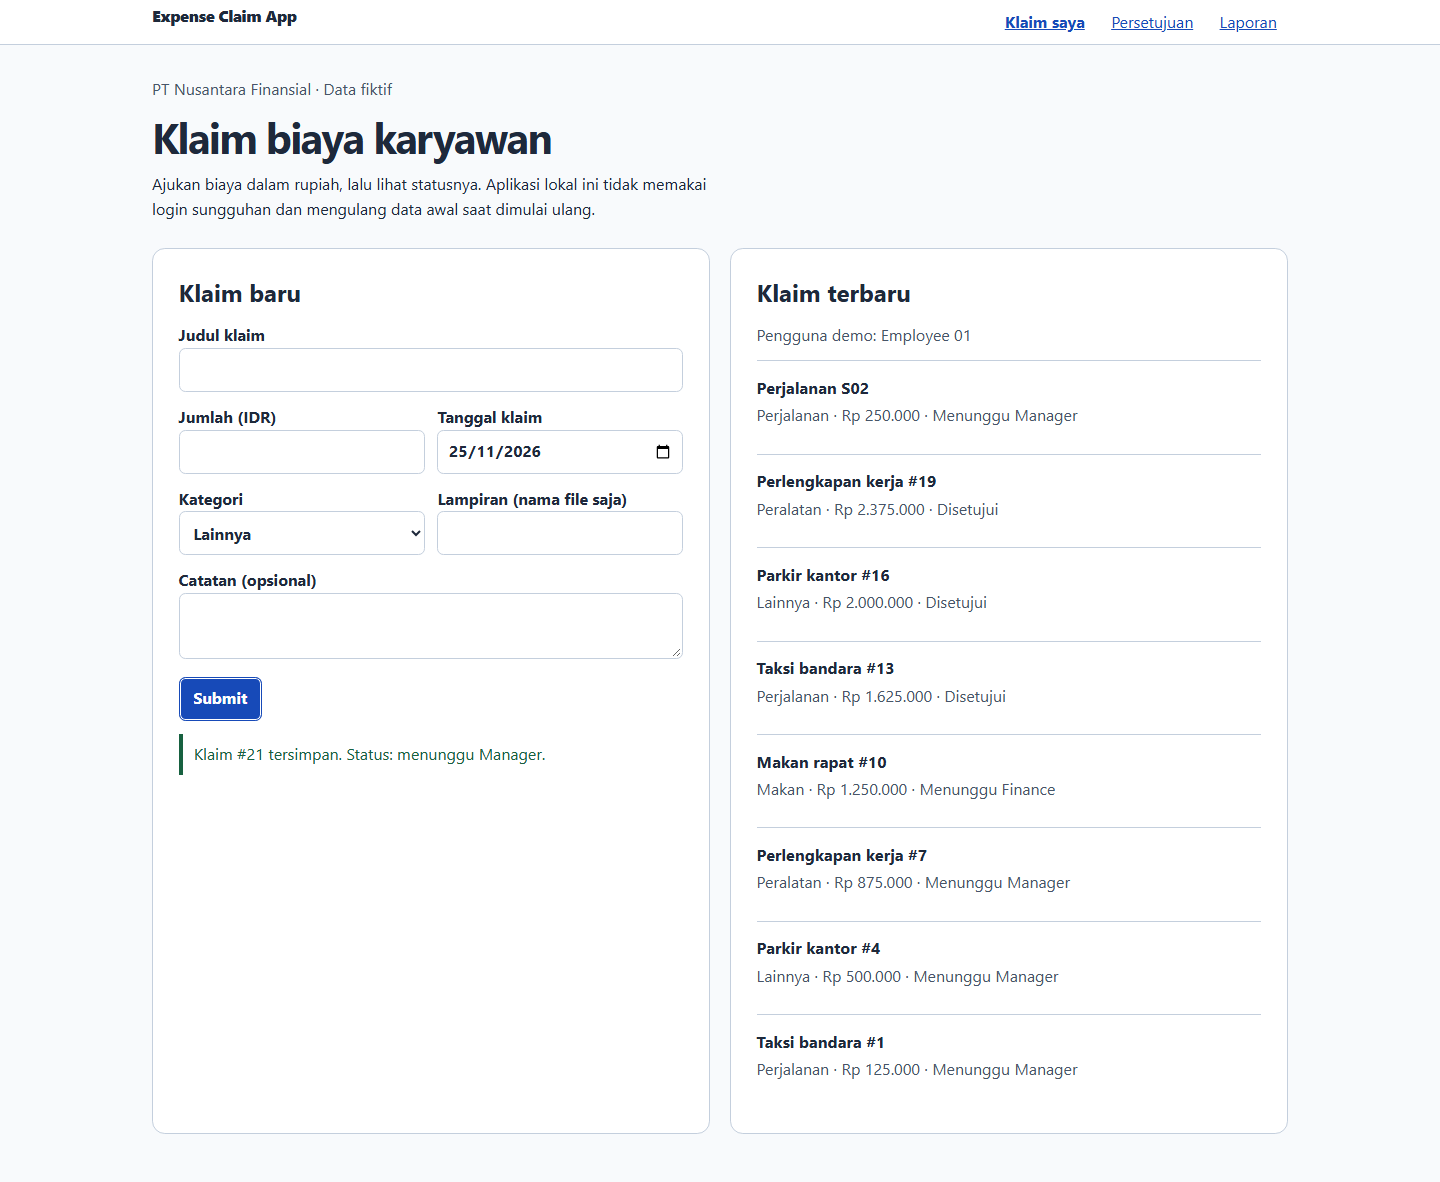 Expense Claim App
Klaim saya
Persetujuan
Laporan
PT Nusantara Finansial · Data fiktif
Klaim biaya karyawan
Ajukan biaya dalam rupiah, lalu lihat statusnya. Aplikasi lokal ini tidak memakai
login sungguhan dan mengulang data awal saat dimulai ulang.
Klaim baru
Judul klaim
Jumlah (IDR)
Tanggal klaim
25/11/2026
Kategori
Lampiran (nama file saja)
Lainnya
Catatan (opsional)
Submit
Klaim #21 tersimpan. Status: menunggu Manager.
Klaim terbaru
Pengguna demo: Employee 01
Perjalanan S02
Perjalanan · Rp 250.000 · Menunggu Manager
Perlengkapan kerja #19
Peralatan · Rp 2.375.000 · Disetujui
Parkir kantor #16
Lainnya · Rp 2.000.000 · Disetujui
Taksi bandara #13
Perjalanan · Rp 1.625.000 · Disetujui
Makan rapat #10
Makan · Rp 1.250.000 · Menunggu Finance
Perlengkapan kerja #7
Peralatan · Rp 875.000 · Menunggu Manager
Parkir kantor #4
Lainnya · Rp 500.000 · Menunggu Manager
Taksi bandara #1
Perjalanan · Rp 125.000 · Menunggu Manager